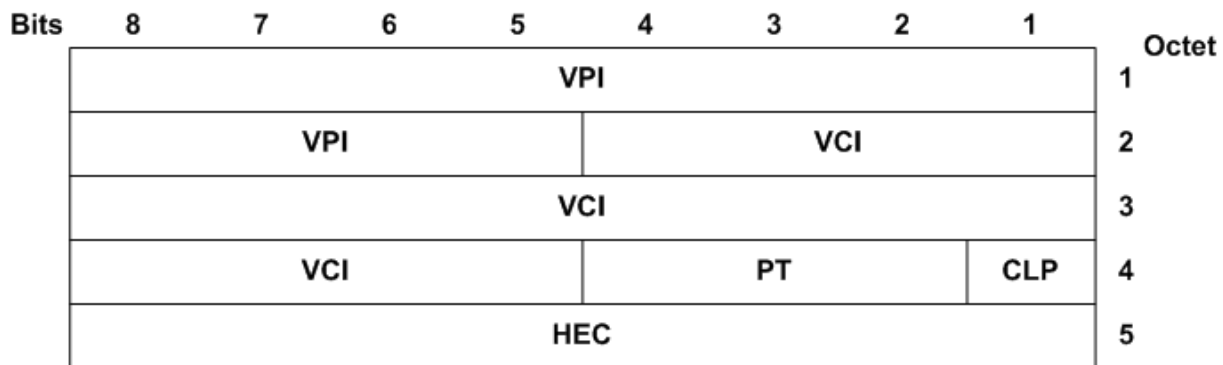 Bits 8 7 6 5 4 3 2 1 Octet
VPI 1
VPI VCI 2
VCI 3
VCI PT CLP 4
HEC 5